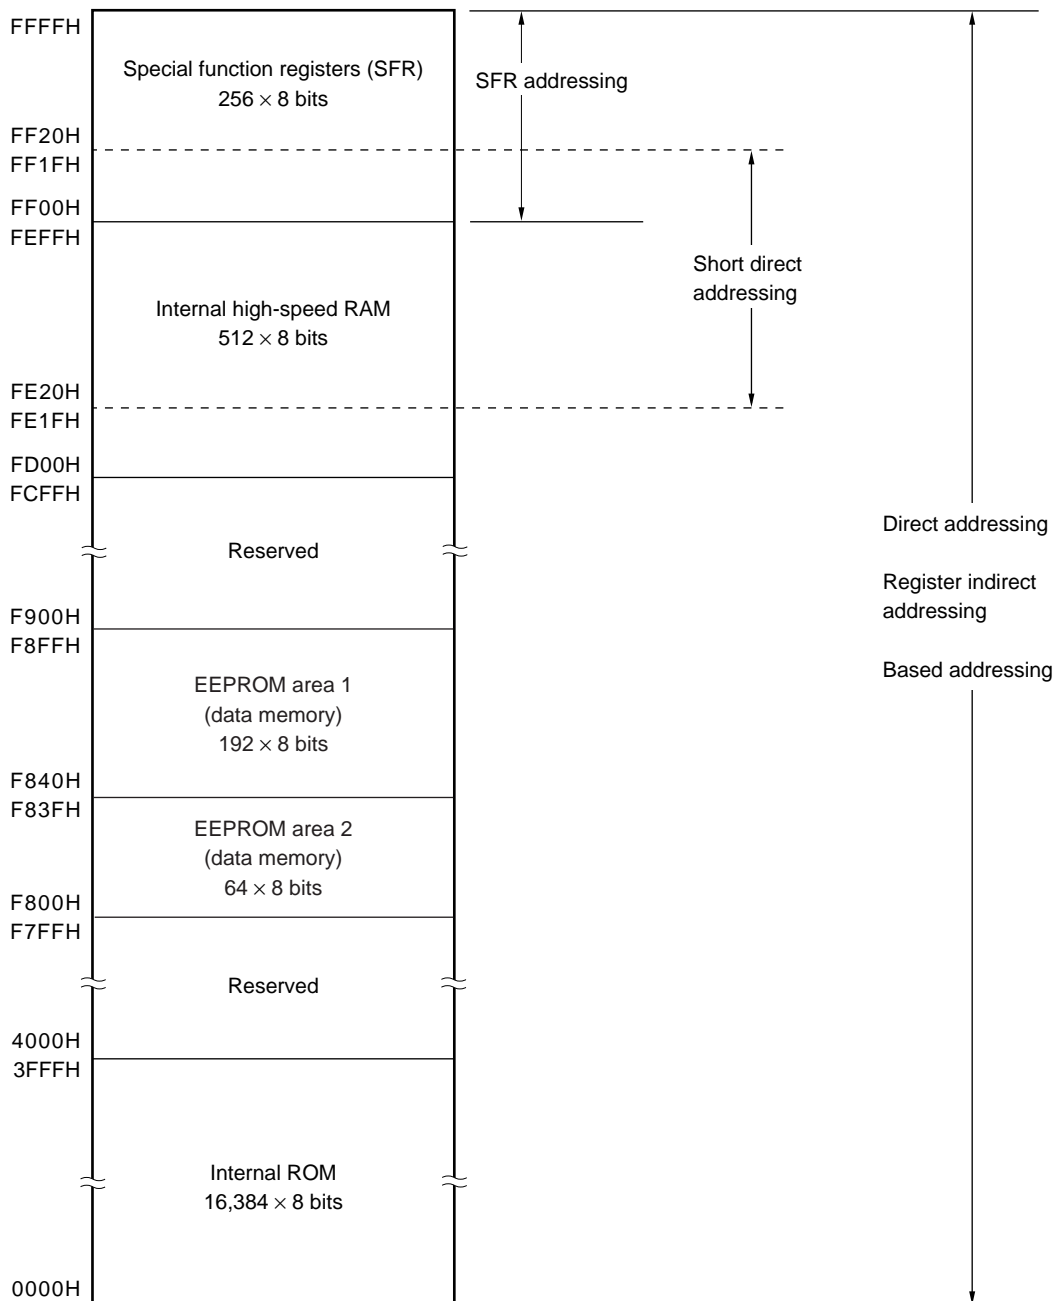 FFFFH
Special function registers (SFR)
256 × 8 bits
SFR addressing
FF20H
FF1FH
FF00H
FEFFH
Short direct
addressing
Internal high-speed RAM
512 × 8 bits
FE20H
FE1FH
FD00H
FCFFH
Direct addressing
Register indirect
addressing
Based addressing
Reserved
F900H
F8FFH
EEPROM area 1
(data memory)
192 × 8 bits
F840H
F83FH
EEPROM area 2
(data memory)
64 × 8 bits
F800H
F7FFH
Reserved
4000H
3FFFH
Internal ROM
16,384 × 8 bits
0000H